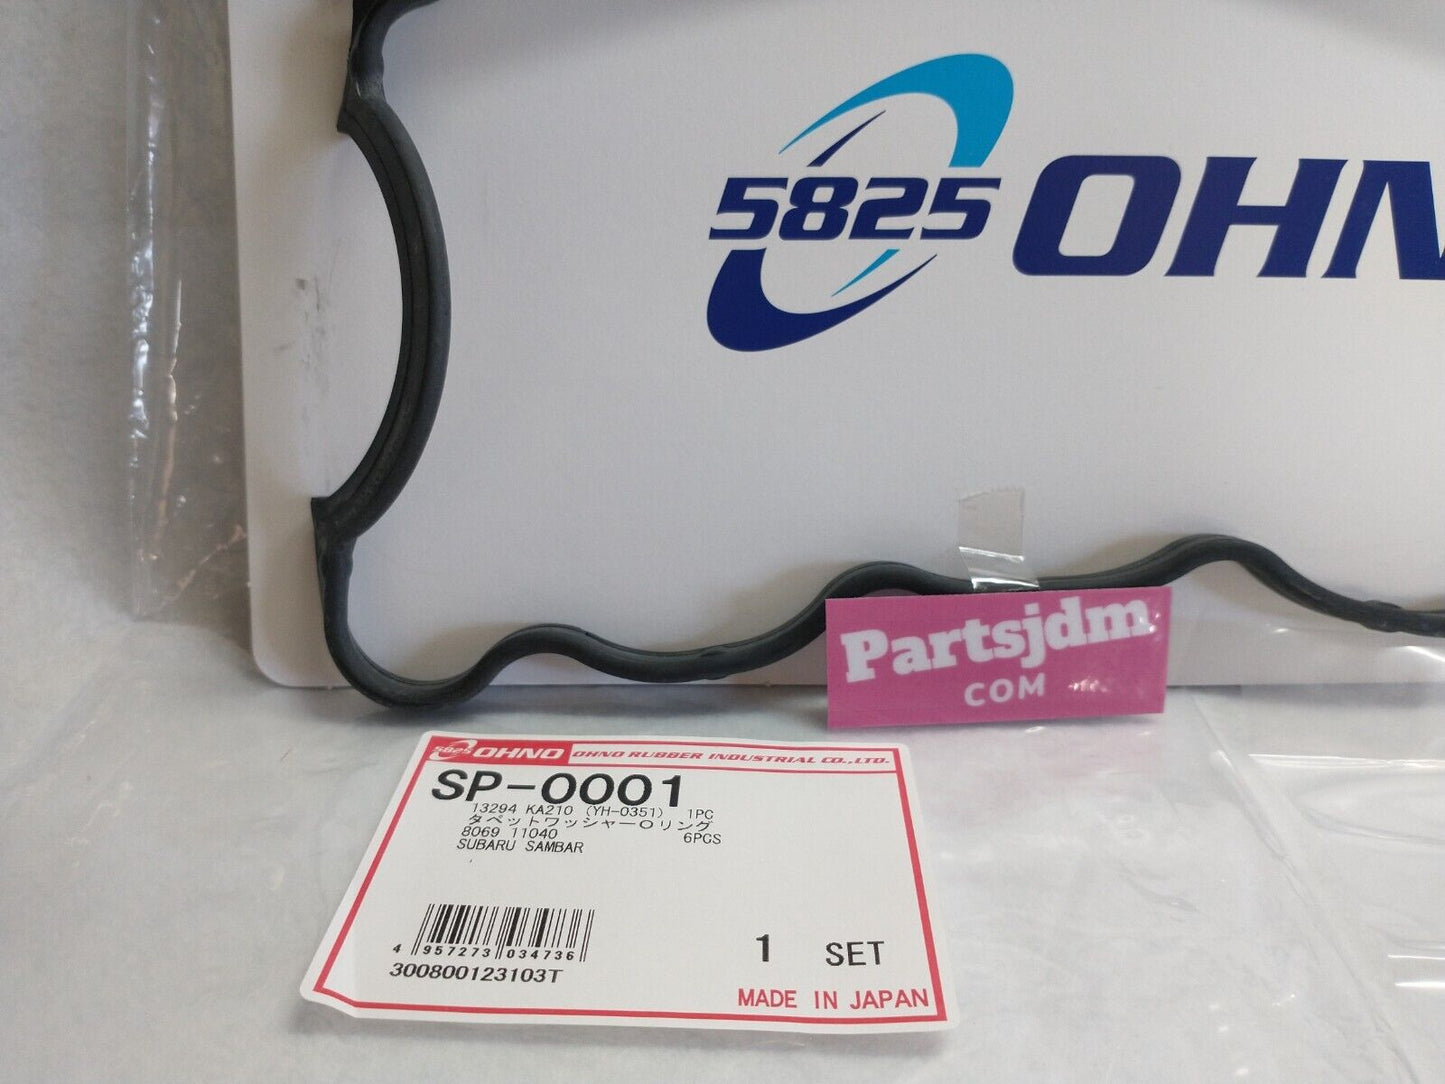 5825 OHN
Partsjdm
COM
5825 OHNO OHNO RUBBER INDUSTRIAL CO.,LTD.
SP-0001
13294 KA210 (YH-0351) 1PC
タペットワッシャーOリング
8069 11040 6PCS
SUBARU SAMBAR
4 957273 034736
300800123103T
1 SET
MADE IN JAPAN